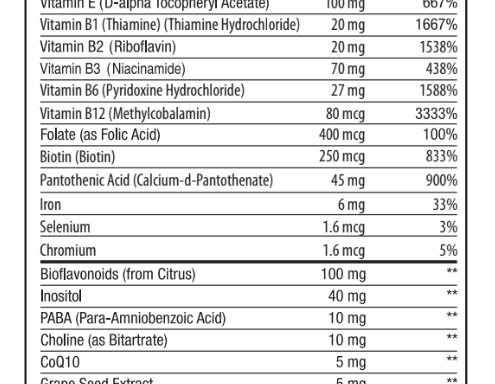 Vitamin E (D-alpha Tocopheryl Acetate) 100 mg 667%
Vitamin B1 (Thiamine) (Thiamine Hydrochloride) 20 mg 1667%
Vitamin B2 (Riboflavin) 20 mg 1538%
Vitamin B3 (Niacinamide) 70 mg 438%
Vitamin B6 (Pyridoxine Hydrochloride) 27 mg 1588%
Vitamin B12 (Methylcobalamin) 80 mcg 3333%
Folate (as Folic Acid) 400 mcg 100%
Biotin (Biotin) 250 mcg 833%
Pantothenic Acid (Calcium-d-Pantothenate) 45 mg 900%
Iron 6 mg 33%
Selenium 1.6 mcg 3%
Chromium 1.6 mcg 5%
Bioflavonoids (from Citrus) 100 mg **
Inositol 40 mg **
PABA (Para-Amniobenzoic Acid) 10 mg **
Choline (as Bitartrate) 10 mg **
CoQ10 5 mg **
Grape Seed Extract 5 mg **